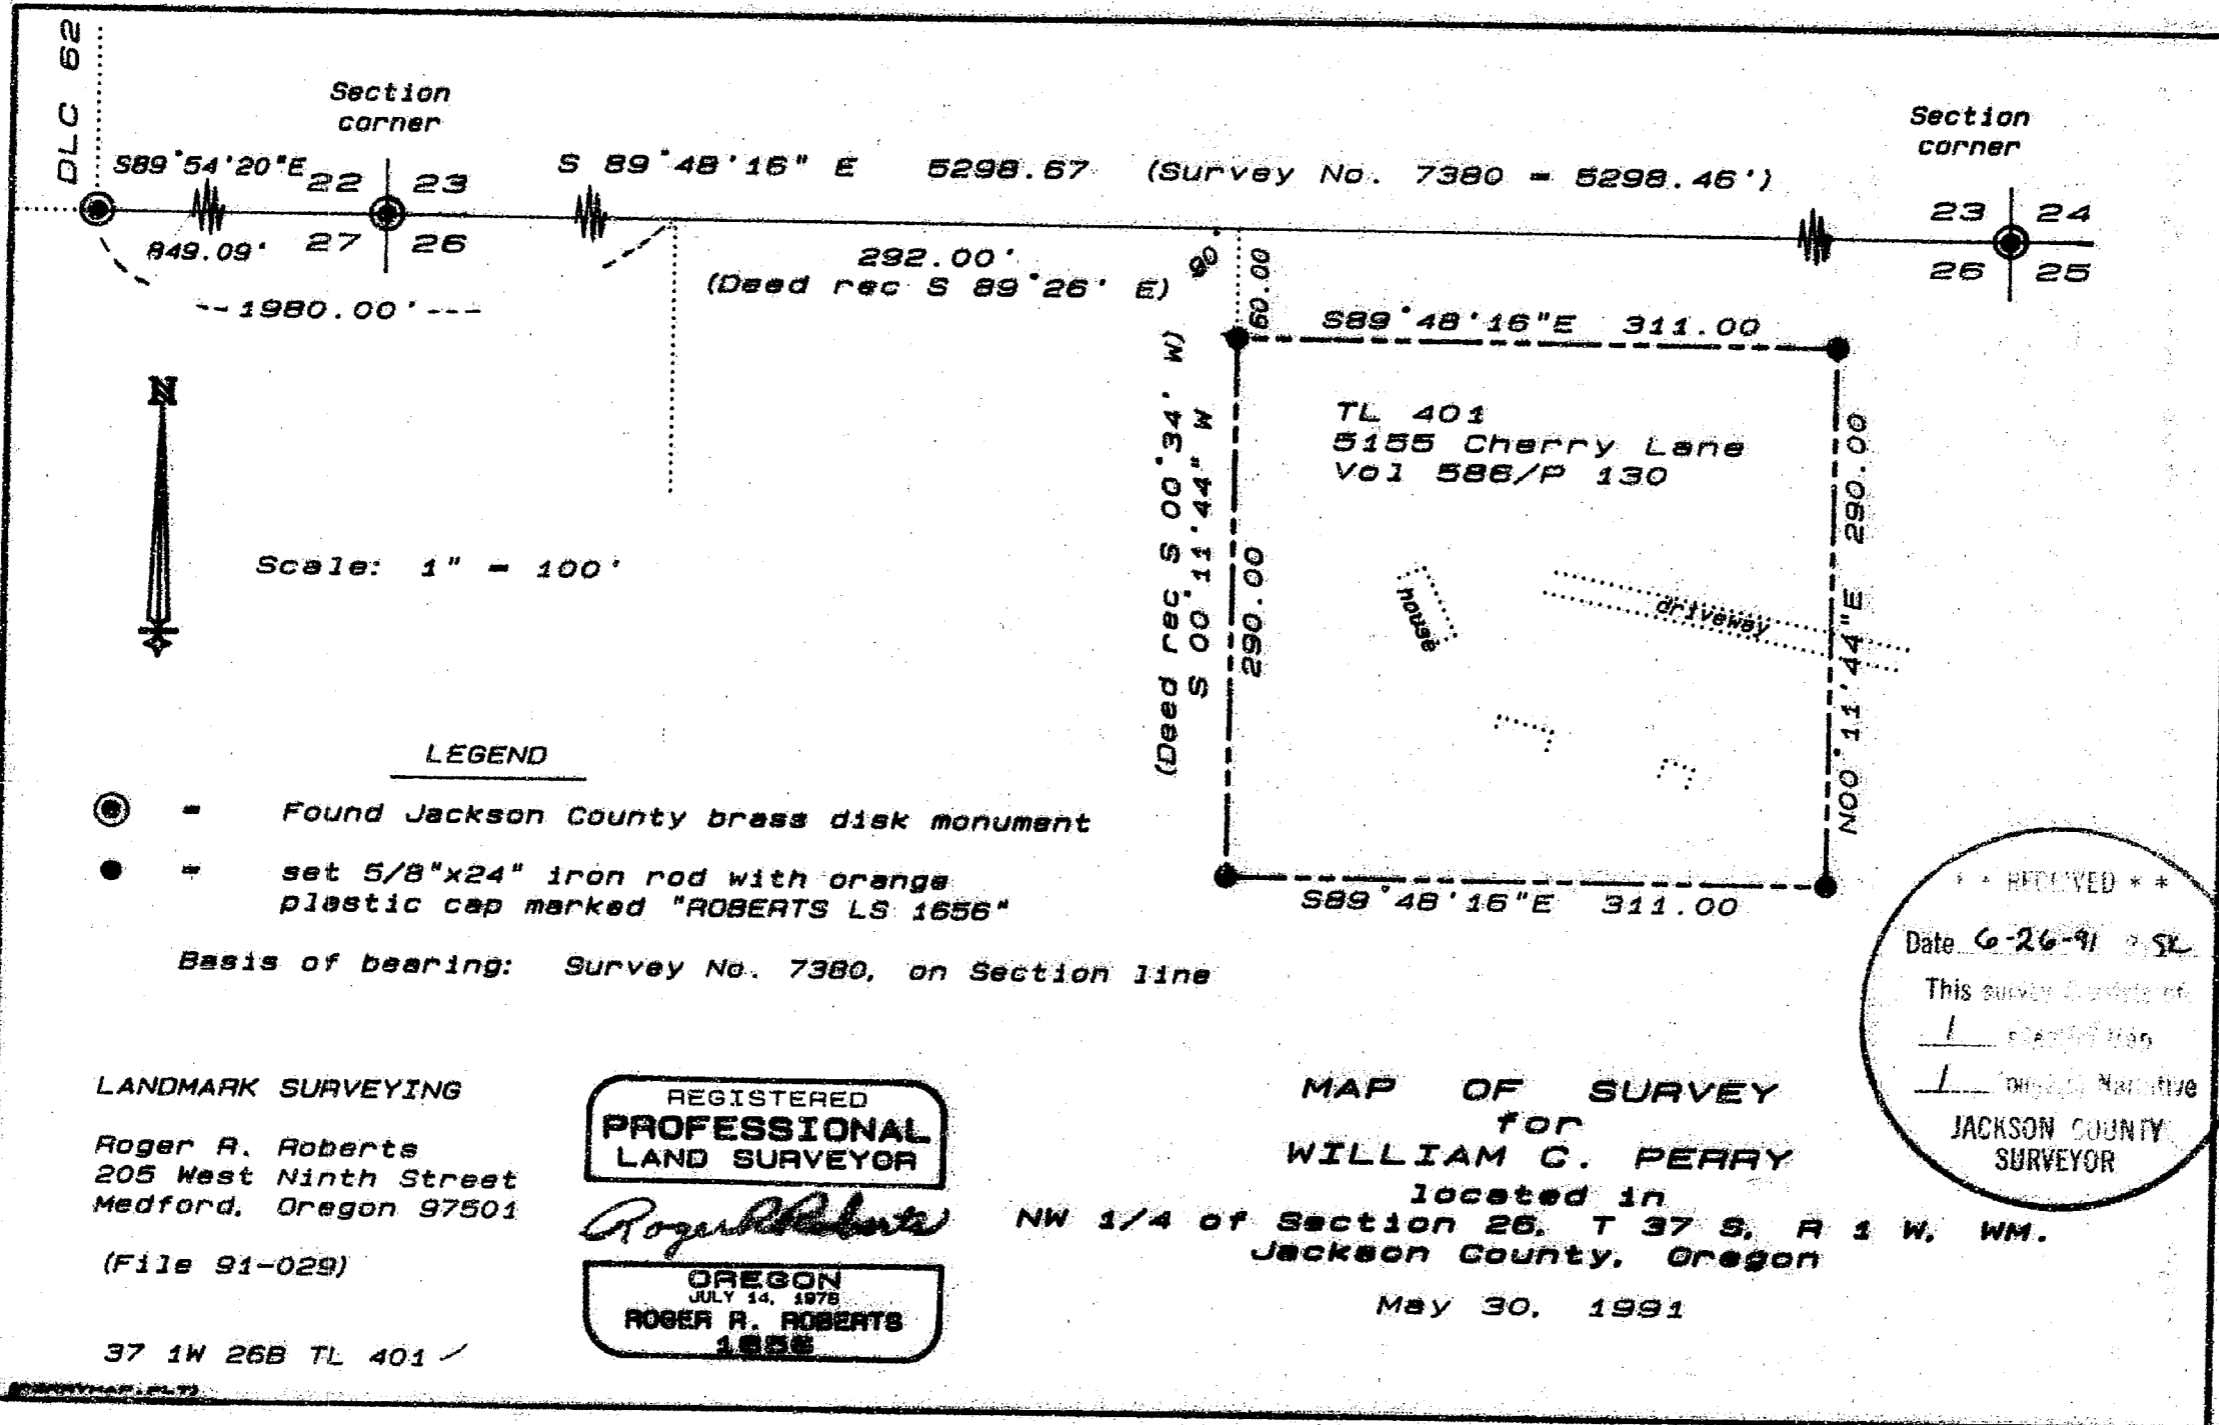 DLC 62
Section
corner
Section
corner
S89°54'20"E
22 23
S 89°48'16" E 5298.67 (Survey No. 7380 = 5298.46')
23 24
849.09'
27 26
292.00'
(Deed rec S 89°26' E)
90°
60.00
26 25
--1980.00'---
S89°48'16"E 311.00
N
(Deed rec S 00°34' W)
S 00°11'44" W
290.00
TL 401
5155 Cherry Lane
Vol 586/P 130
N00°11'44"E 290.00
Scale: 1" = 100'
house
driveway
LEGEND
= Found Jackson County brass disk monument
= set 5/8"x24" iron rod with orange
plastic cap marked "ROBERTS LS 1656"
S89°48'16"E 311.00
Basis of bearing: Survey No. 7380, on Section line
* * RECEIVED * *
Date 6-26-91
This survey
1
1 Narrative
JACKSON COUNTY
SURVEYOR
LANDMARK SURVEYING
Roger R. Roberts
205 West Ninth Street
Medford, Oregon 97501
(File 91-029)
37 1W 26B TL 401
REGISTERED
PROFESSIONAL
LAND SURVEYOR
Roger R Roberts
OREGON
JULY 14, 1978
ROGER R. ROBERTS
1656
MAP OF SURVEY
for
WILLIAM C. PERRY
located in
NW 1/4 of Section 26, T 37 S, R 1 W, WM.
Jackson County, Oregon
May 30, 1991